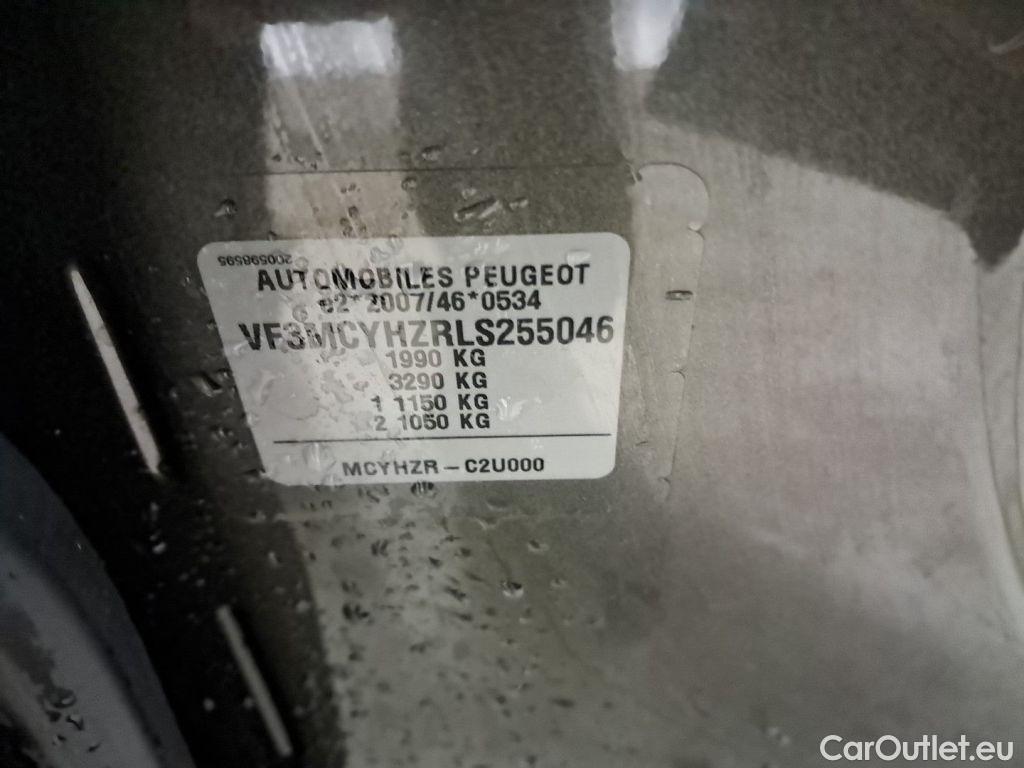 200598595
AUTOMOBILES PEUGEOT
e2*2007/46*0534
VF3MCYHZRLS255046
1990 KG
3290 KG
1 1150 KG
2 1050 KG
MCYHZR – C2U000
CarOutlet.eu